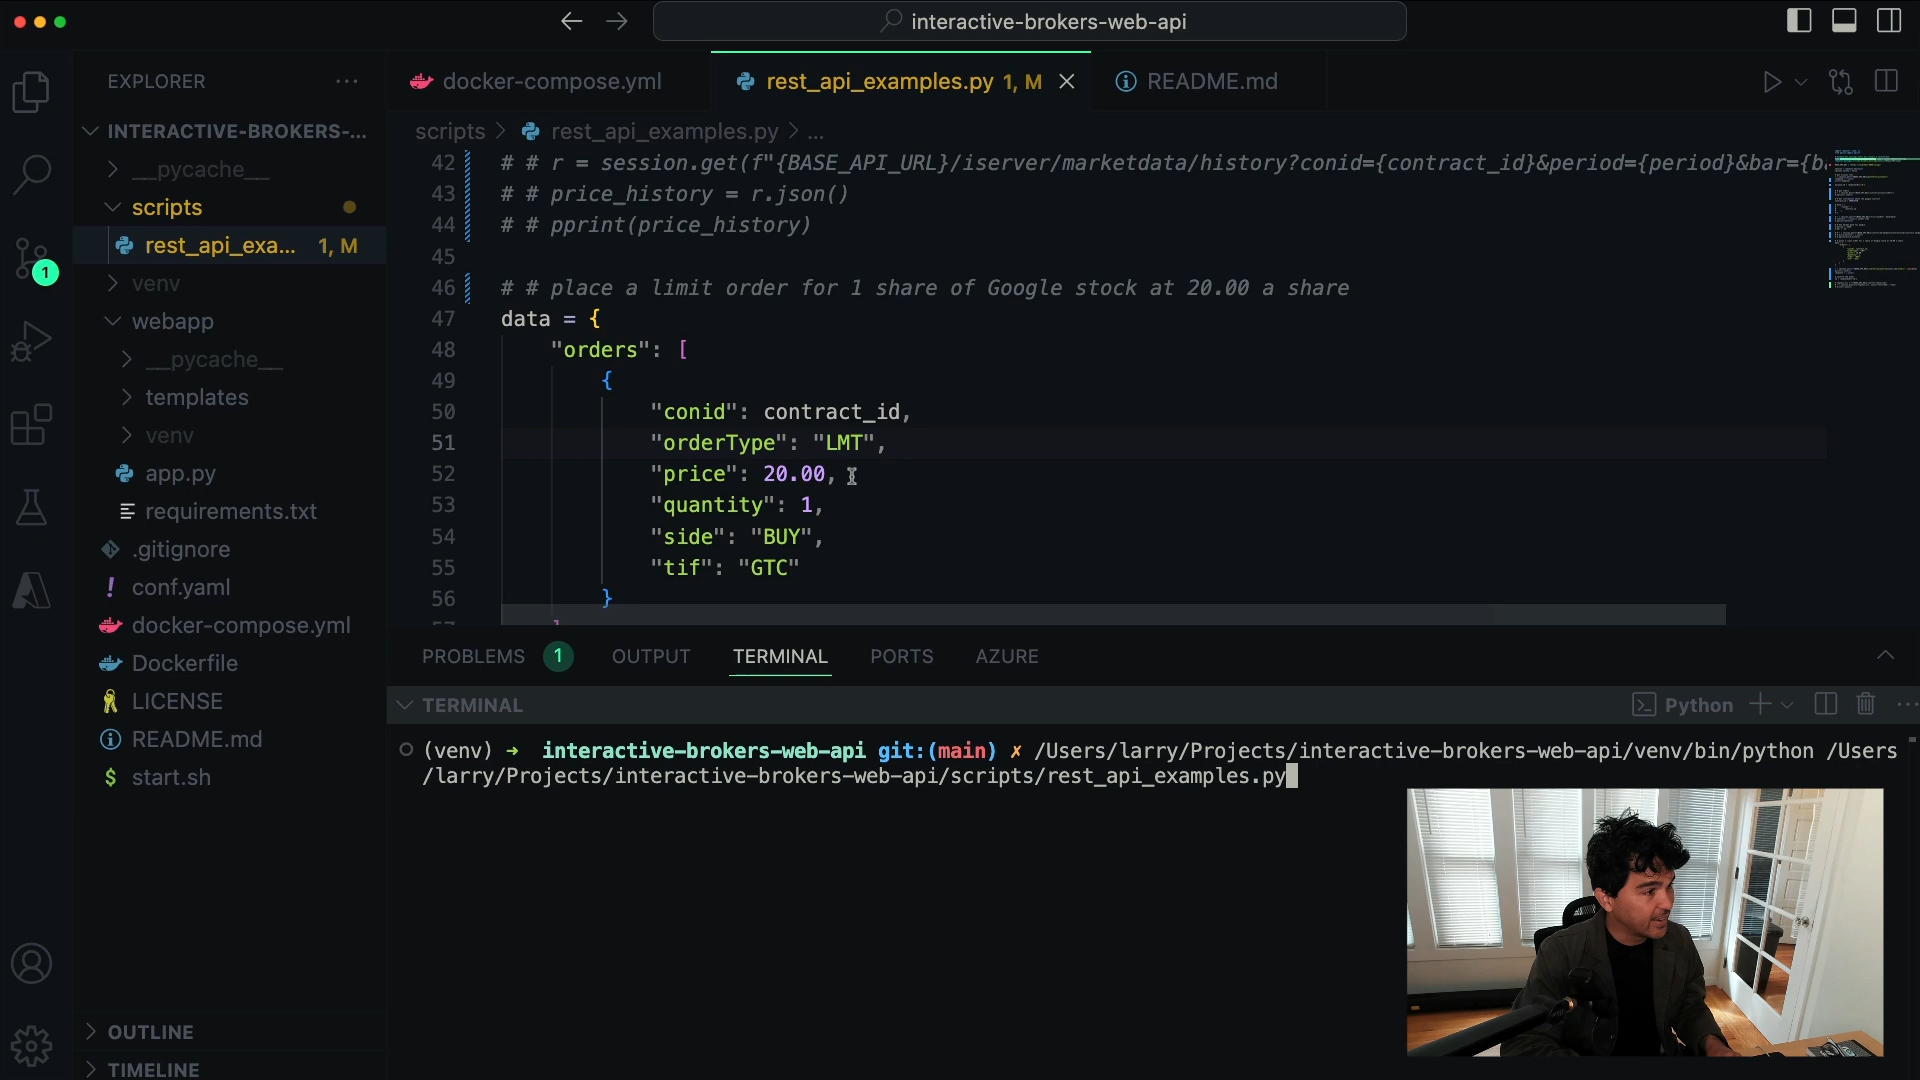 interactive-brokers-web-api
EXPLORER
INTERACTIVE-BROKERS-...
__pycache__
scripts
rest_api_exa... 1, M
venv
webapp
__pycache__
templates
venv
app.py
requirements.txt
.gitignore
conf.yaml
docker-compose.yml
Dockerfile
LICENSE
README.md
start.sh
OUTLINE
TIMELINE
1
docker-compose.yml
rest_api_examples.py 1, M
README.md
scripts > rest_api_examples.py > ...
42 # # r = session.get(f"{BASE_API_URL}/iserver/marketdata/history?conid={contract_id}&period={period}&bar={b
43 # # price_history = r.json()
44 # # pprint(price_history)
45
46 # # place a limit order for 1 share of Google stock at 20.00 a share
47 data = {
48 "orders": [
49 {
50 "conid": contract_id,
51 "orderType": "LMT",
52 "price": 20.00,
53 "quantity": 1,
54 "side": "BUY",
55 "tif": "GTC"
56 }
57 ]
PROBLEMS 1 OUTPUT TERMINAL PORTS AZURE
TERMINAL
Python
(venv) → interactive-brokers-web-api git:(main) ✗ /Users/larry/Projects/interactive-brokers-web-api/venv/bin/python /Users
/larry/Projects/interactive-brokers-web-api/scripts/rest_api_examples.py